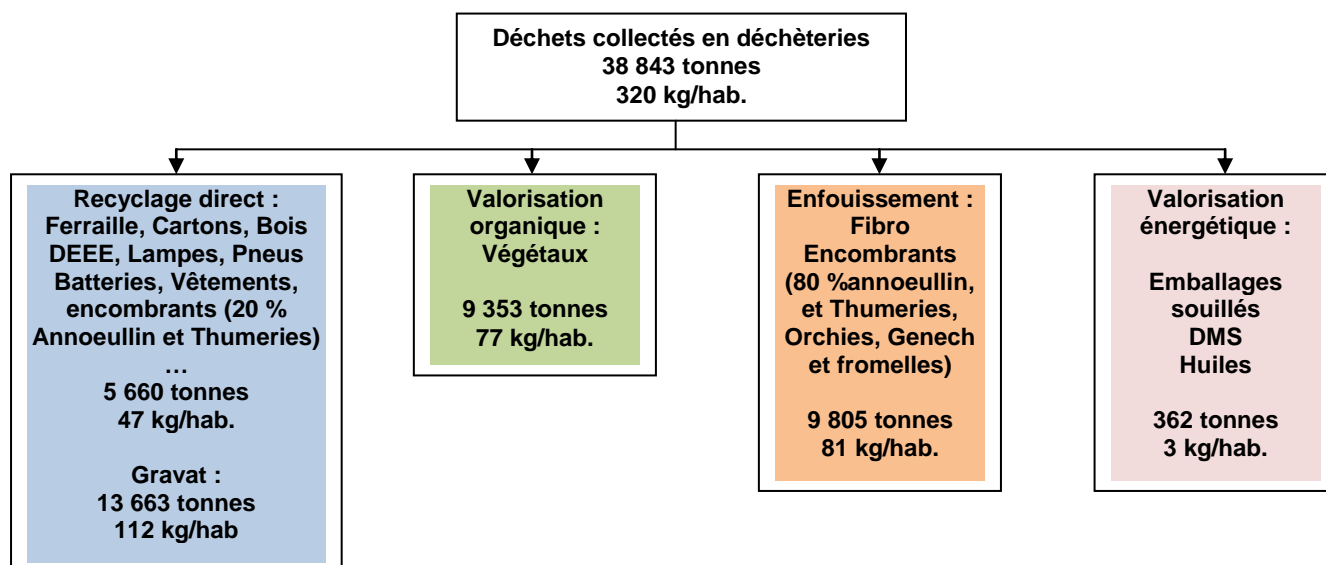 Déchets collectés en déchèteries
38 843 tonnes
320 kg/hab.
Recyclage direct :
Ferraille, Cartons, Bois
DEEE, Lampes, Pneus
Batteries, Vêtements,
encombrants (20 %
Annoeullin et Thumeries)
…
5 660 tonnes
47 kg/hab.
Gravat :
13 663 tonnes
112 kg/hab
Valorisation
organique :
Végétaux
9 353 tonnes
77 kg/hab.
Enfouissement :
Fibro
Encombrants
(80 %annoeullin,
et Thumeries,
Orchies, Genech
et fromelles)
9 805 tonnes
81 kg/hab.
Valorisation
énergétique :
Emballages
souillés
DMS
Huiles
362 tonnes
3 kg/hab.